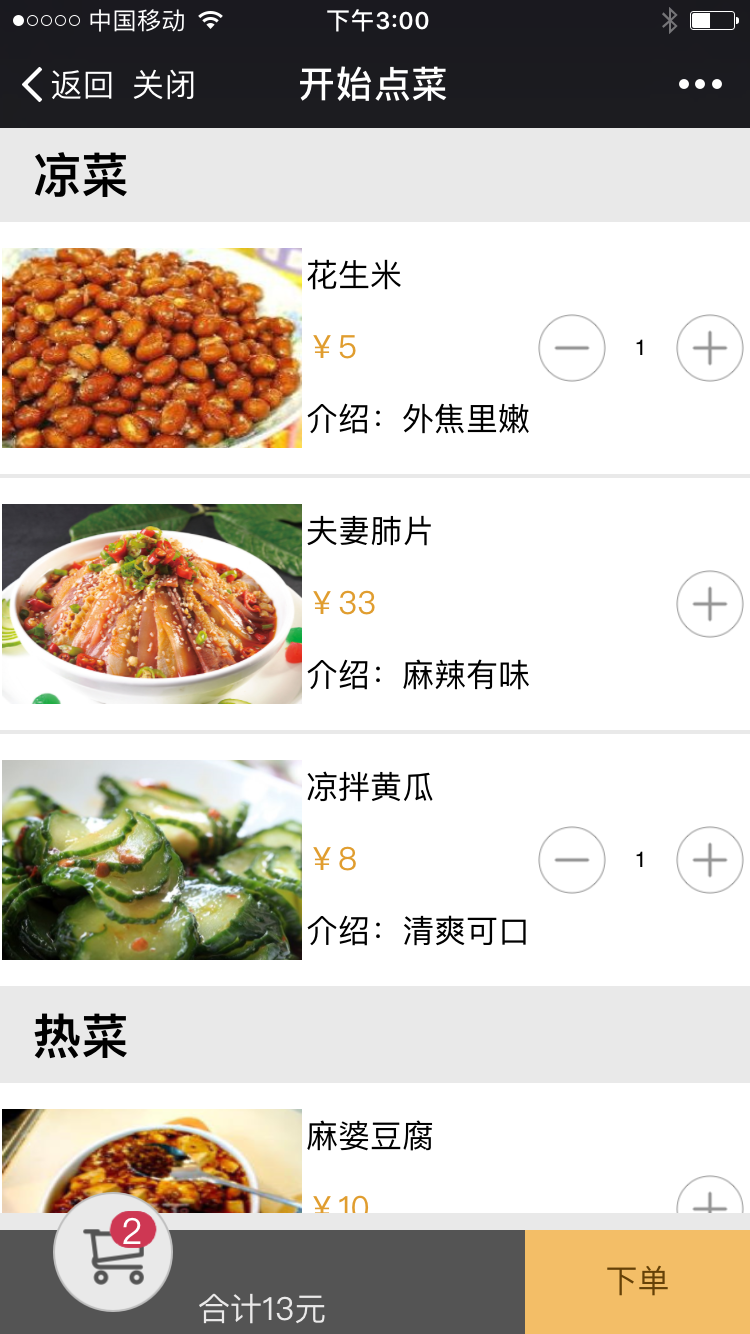 中国移动 下午3:00
返回 关闭 开始点菜
凉菜
花生米
¥5 1
介绍：外焦里嫩
夫妻肺片
¥33
介绍：麻辣有味
凉拌黄瓜
¥8 1
介绍：清爽可口
热菜
麻婆豆腐
¥10
2
合计13元
下单